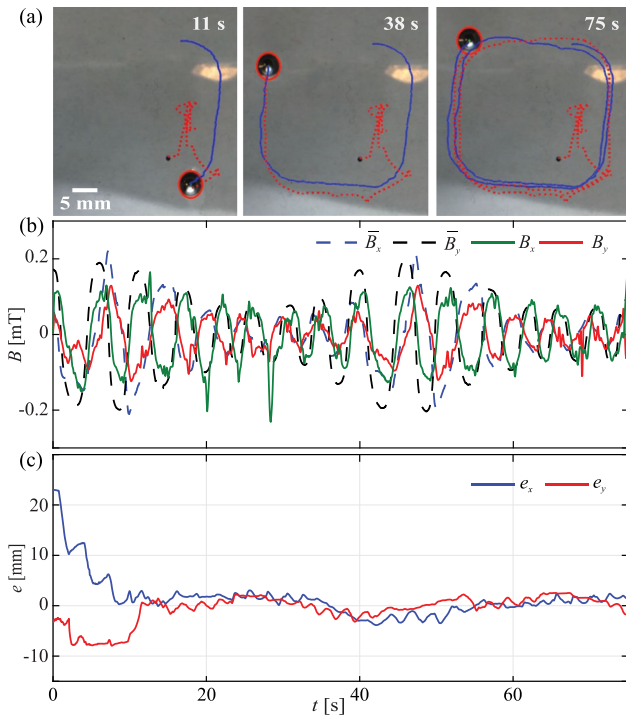 (a)
11 s
38 s
75 s
5 mm
(b)
B̅x B̅y Bx By
0.2
0
-0.2
B [mT]
(c)
ex ey
20
10
0
-10
e [mm]
0 20 40 60
t [s]